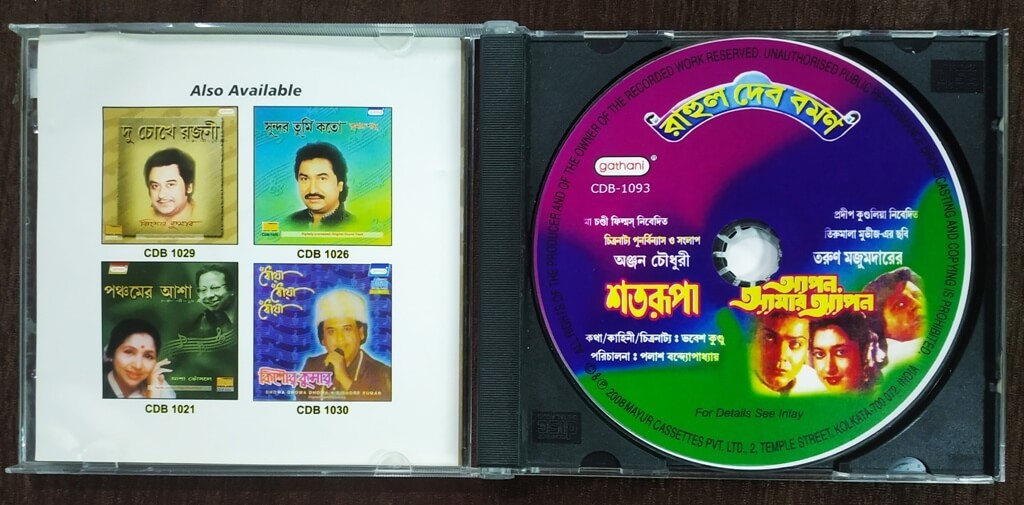 Also Available
দু চোখে রজনী
কিশোর কুমার
CDB 1029
সুন্দর তুমি কতো
CDB 1026
পঞ্চমের আশা
আশা ভোঁসলে
CDB 1021
ধোঁয়া
ধোঁয়া
ধোঁয়া
কিশোর কুমার
DHOWA DHOWA DHOWA KISHORE KUMAR
CDB 1030
ALL RIGHTS OF THE PRODUCER AND OF THE OWNER OF THE RECORDED WORK RESERVED. UNAUTHORISED PUBLIC PERFORMANCE BROADCASTING AND COPYING IS PROHIBITED.
রাহুল দেব বর্মণ
gathani®
CDB-1093
মা চণ্ডী ফিল্মস্ নিবেদিত
চিত্রনাট্য পুনর্বিন্যাস ও সংলাপ
অঞ্জন চৌধুরী
শতরূপা
কথা/কাহিনী/চিত্রনাট্য : ভবেশ কুণ্ডু
পরিচালনা : পলাশ বন্দ্যোপাধ্যায়
প্রদীপ কুণ্ডলিয়া নিবেদিত
তিরুমালা মুভীজ-এর ছবি
তরুণ মজুমদারের
আপন
আমার আপন
For Details See Inlay
© & ℗ 2008 MAYUR CASSETTES PVT. LTD., 2, TEMPLE STREET, KOLKATA-700 072, INDIA